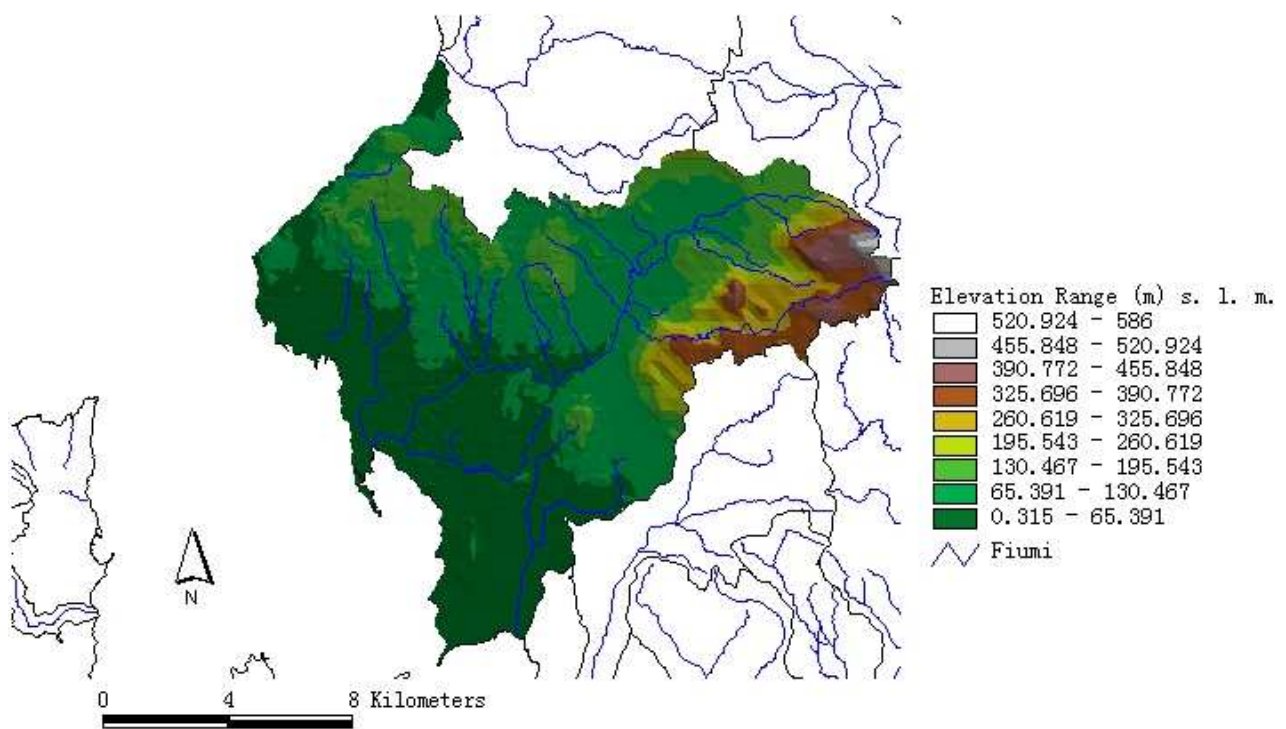 Elevation Range (m) s. l. m.
520.924 - 586
455.848 - 520.924
390.772 - 455.848
325.696 - 390.772
260.619 - 325.696
195.543 - 260.619
130.467 - 195.543
65.391 - 130.467
0.315 - 65.391
Fiumi
N
0 4 8 Kilometers